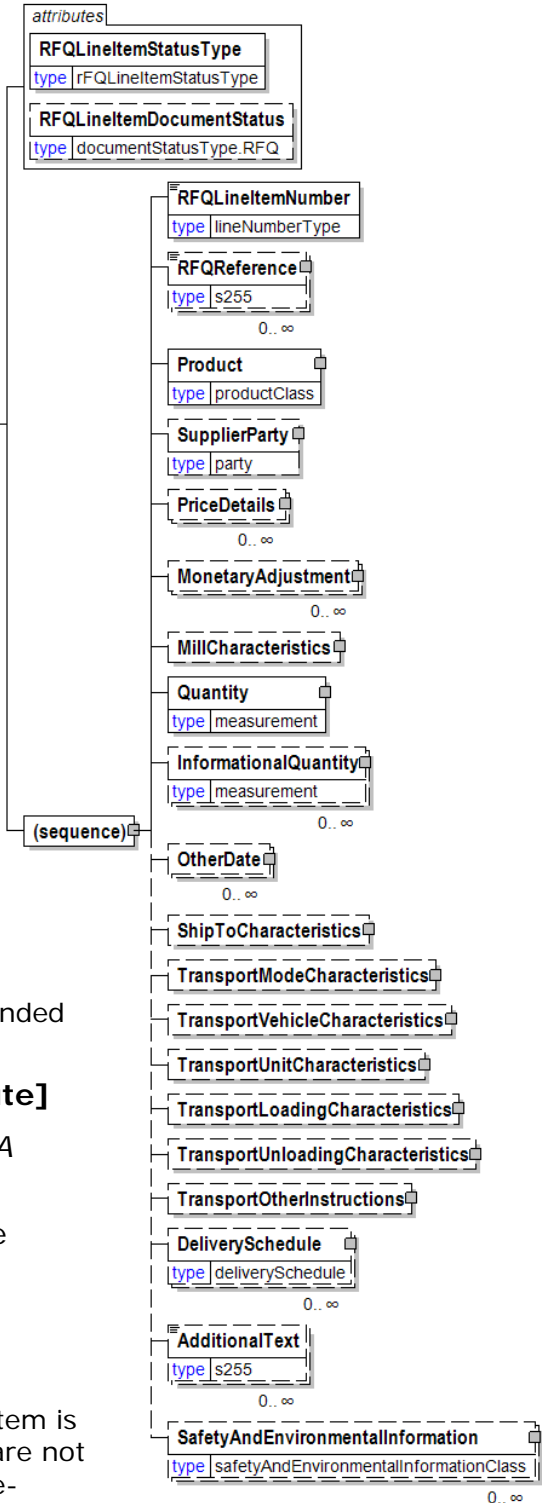 attributes
RFQLineItemStatusType
type rFQLineItemStatusType
RFQLineItemDocumentStatus
type documentStatusType.RFQ
RFQLineItemNumber
type lineNumberType
RFQReference
type s255
0.. ∞
Product
type productClass
SupplierParty
type party
PriceDetails
0.. ∞
MonetaryAdjustment
0.. ∞
MillCharacteristics
Quantity
type measurement
InformationalQuantity
type measurement
0.. ∞
(sequence)
OtherDate
0.. ∞
ShipToCharacteristics
TransportModeCharacteristics
TransportVehicleCharacteristics
TransportUnitCharacteristics
TransportLoadingCharacteristics
TransportUnloadingCharacteristics
TransportOtherInstructions
DeliverySchedule
type deliverySchedule
0.. ∞
AdditionalText
type s255
0.. ∞
SafetyAndEnvironmentalInformation
type safetyAndEnvironmentalInformationClass
0.. ∞
nded
te]
A
e
tem is
are not
e-